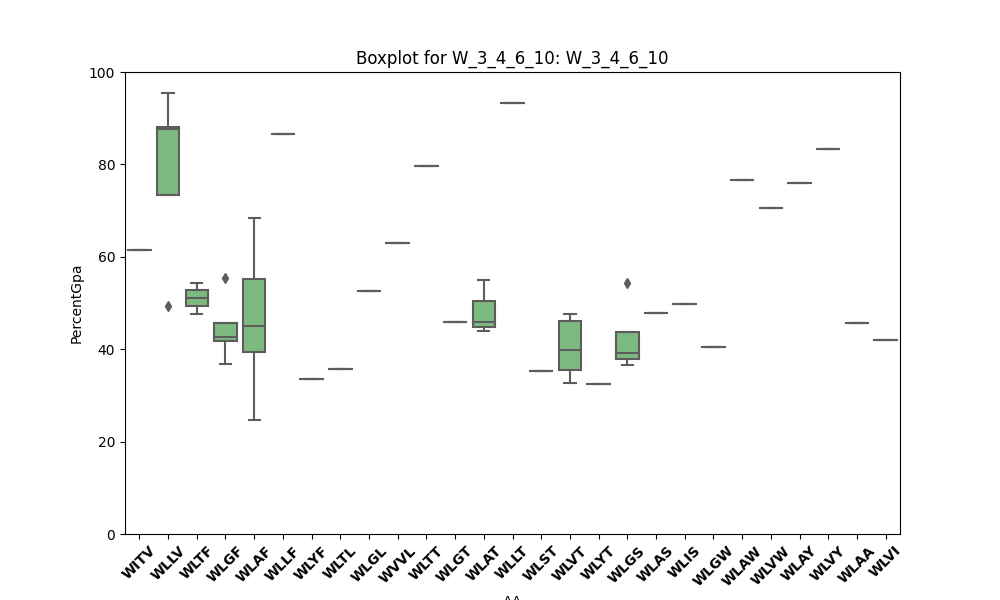 Boxplot for W_3_4_6_10: W_3_4_6_10
100
80
60
40
20
0
PercentGpa
WITV WLLV WLTF WLGF WLAF WLLF WLYF WLTL WLGL WVVL WLTT WLGT WLAT WLLT WLST WLVT WLYT WLGS WLAS WLIS WLGW WLAW WLVW WLAY WLVY WLAA WLVI
AA